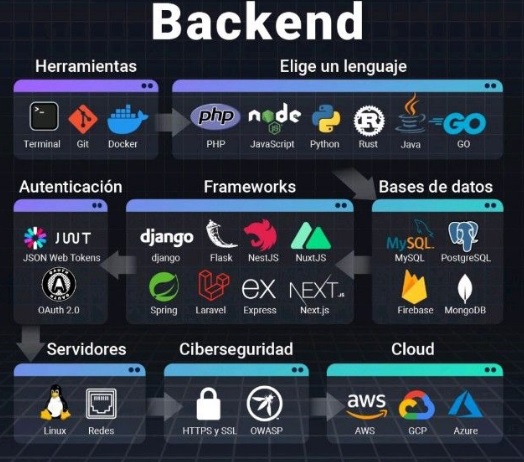 Backend
Herramientas
Elige un lenguaje
>_
php
node
JS
Java
GO
Terminal
Git
Docker
PHP
JavaScript
Python
Rust
Java
GO
Autenticación
Frameworks
Bases de datos
JWT
JSON Web Tokens
OAuth 2.0
django
django
Flask
NestJS
NuxtJS
ex
NEXT.JS
Spring
Laravel
Express
Next.js
MySQL
MySQL
PostgreSQL
Firebase
MongoDB
Servidores
Ciberseguridad
Cloud
Linux
Redes
HTTPS y SSL
OWASP
aws
AWS
GCP
Azure